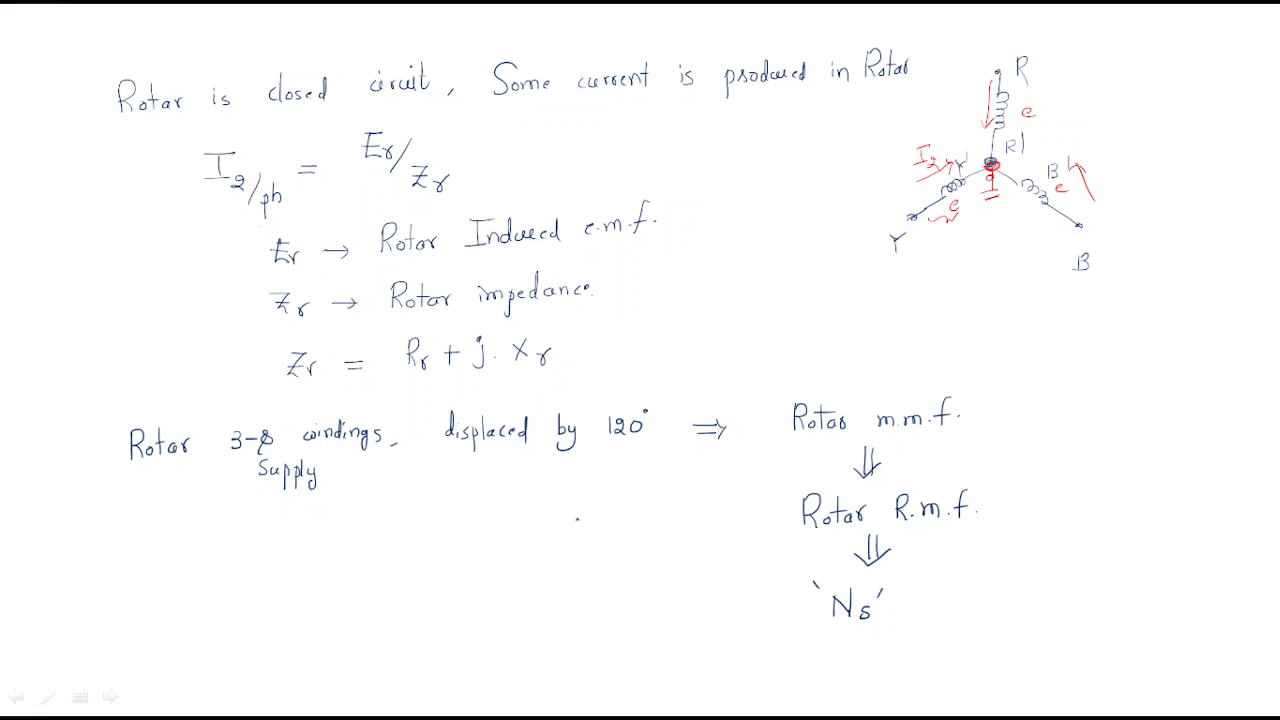 Rotor is closed circuit, Some current is produced in Rotor
I2/ph = Er/Zr
Er → Rotor Induced e.m.f.
Zr → Rotor impedance.
Zr = Rr + j. Xr
Rotor 3-φ windings, displaced by 120° ⇒ Rotor m.m.f.
Supply
⇓
Rotor R.m.f.
⇓
'Ns'
R
e
R'
I2
Y'
B'
e
e
Y
B